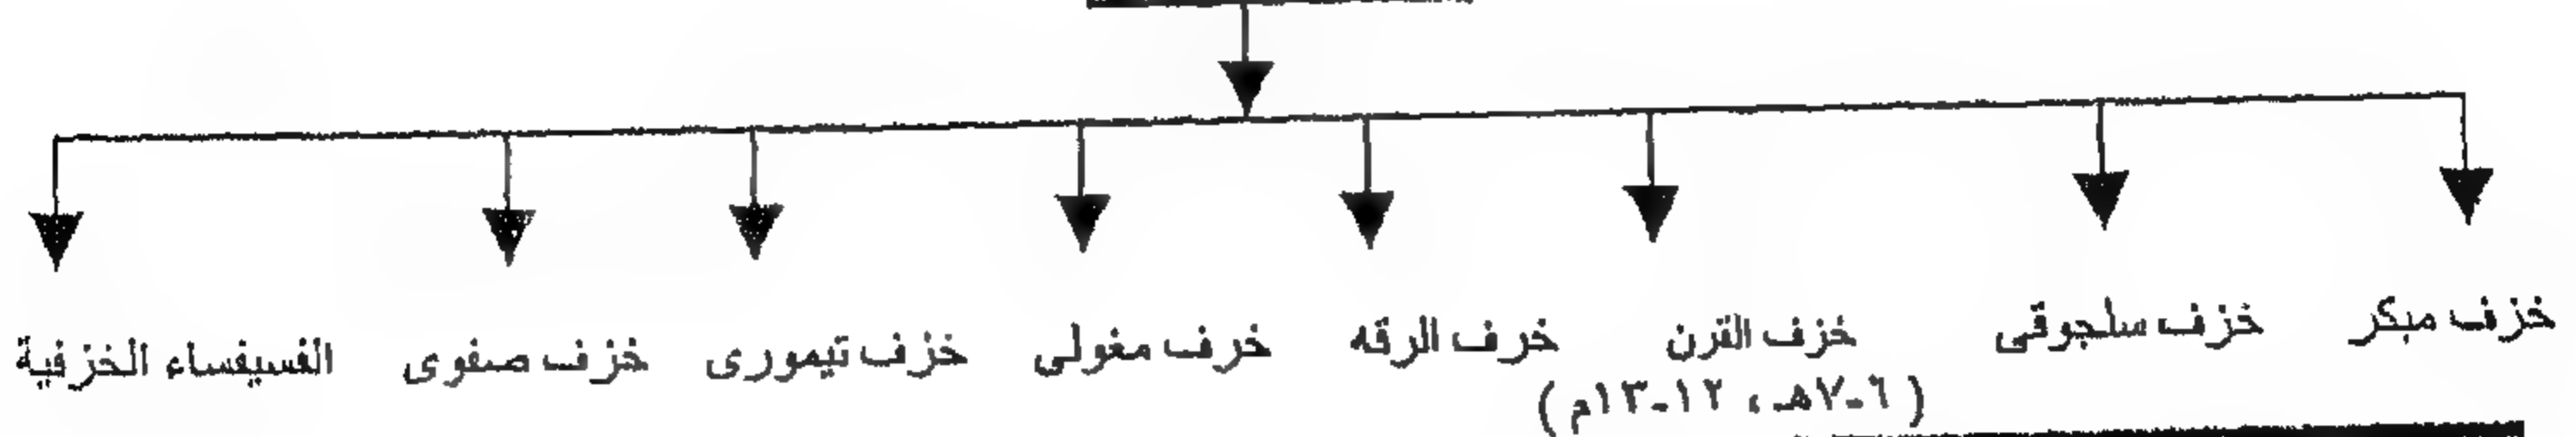 خزف مبكر
خزف سلجوقى
خزف القرن
( ٦-٧هـ ، ١٢-١٣م )
خرف الرقه
خرف مغولى
خزف تيمورى
خزف صفوى
الفسيفساء الخزفية